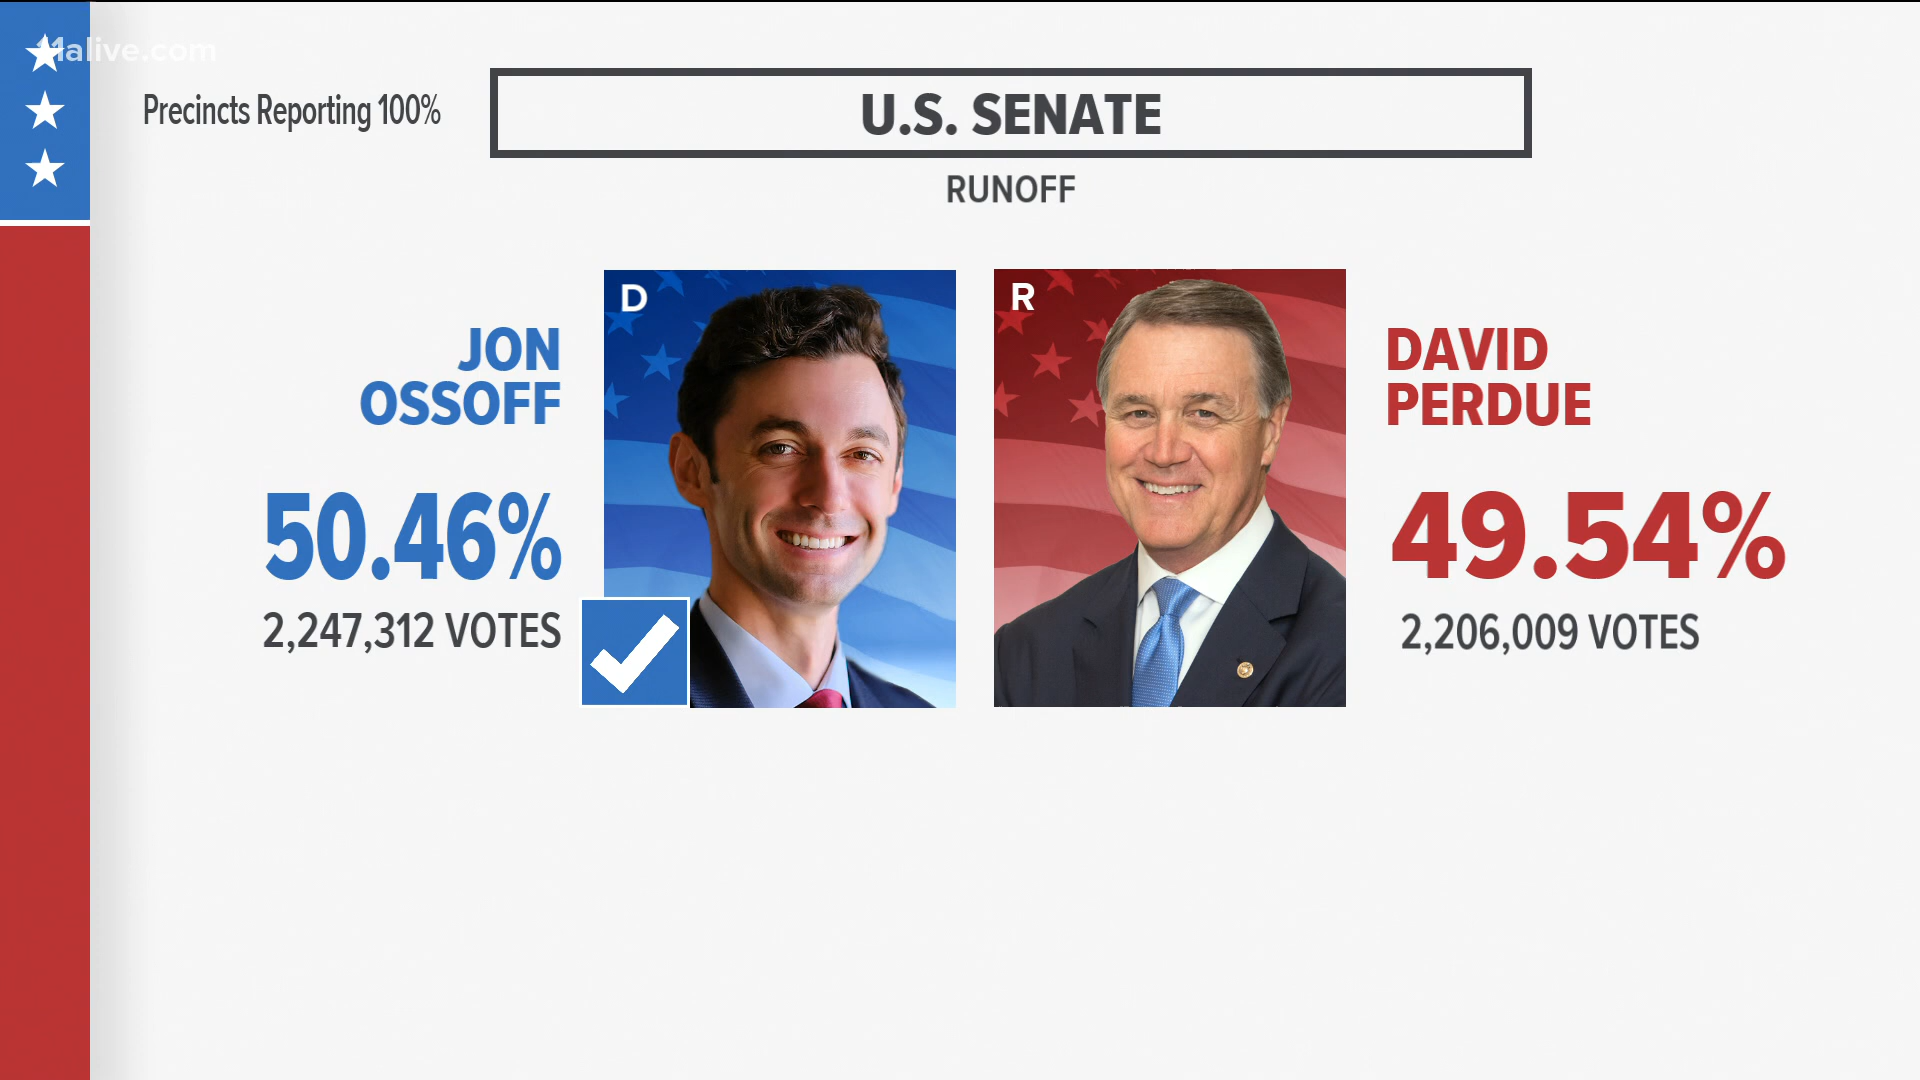 11alive.com
Precincts Reporting 100%
U.S. SENATE
RUNOFF
D
JON
OSSOFF
50.46%
2,247,312 VOTES
R
DAVID
PERDUE
49.54%
2,206,009 VOTES